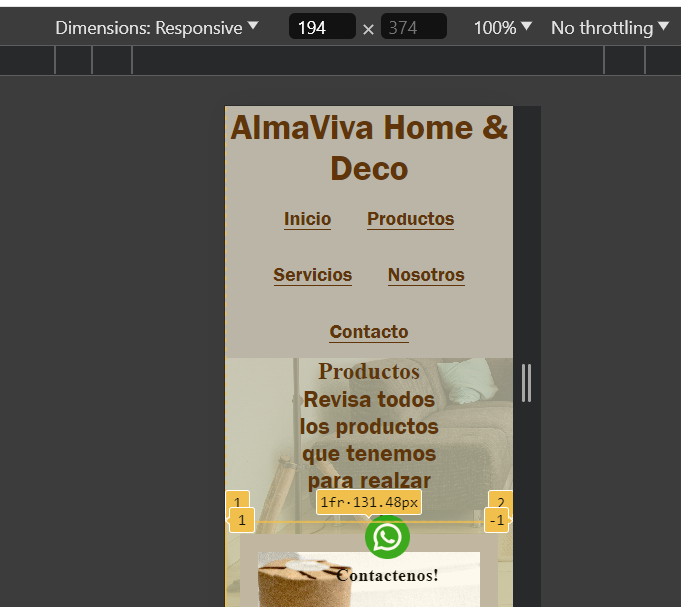 Dimensions: Responsive ▼ 194 × 374 100% ▼ No throttling ▼
AlmaViva Home &
Deco
Inicio Productos
Servicios Nosotros
Contacto
Productos
Revisa todos
los productos
que tenemos
para realzar
1 1fr·131.48px 2
1 -1
Contactenos!